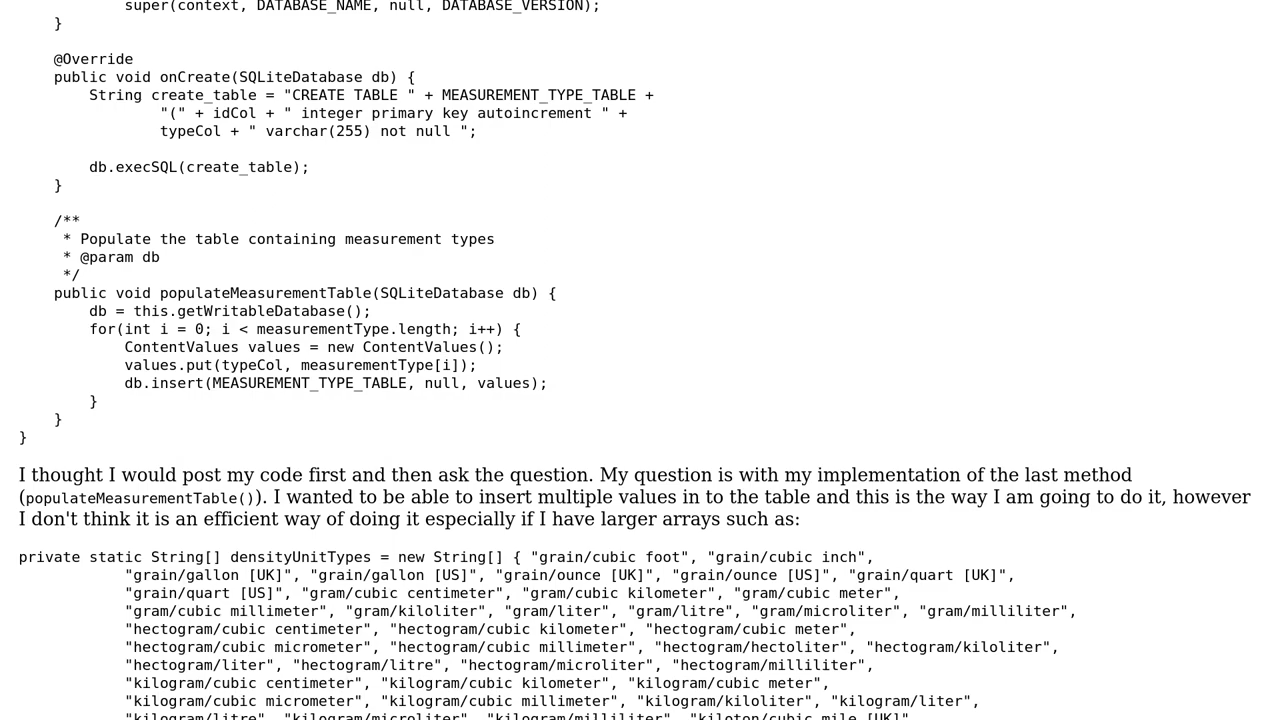 super(context, DATABASE_NAME, null, DATABASE_VERSION);
}
@Override
public void onCreate(SQLiteDatabase db) {
String create_table = "CREATE TABLE " + MEASUREMENT_TYPE_TABLE +
"(" + idCol + " integer primary key autoincrement " +
typeCol + " varchar(255) not null ";
db.execSQL(create_table);
}
/**
* Populate the table containing measurement types
* @param db
*/
public void populateMeasurementTable(SQLiteDatabase db) {
db = this.getWritableDatabase();
for(int i = 0; i < measurementType.length; i++) {
ContentValues values = new ContentValues();
values.put(typeCol, measurementType[i]);
db.insert(MEASUREMENT_TYPE_TABLE, null, values);
}
}
}
I thought I would post my code first and then ask the question. My question is with my implementation of the last method
(populateMeasurementTable()). I wanted to be able to insert multiple values in to the table and this is the way I am going to do it, however
I don't think it is an efficient way of doing it especially if I have larger arrays such as:
private static String[] densityUnitTypes = new String[] { "grain/cubic foot", "grain/cubic inch",
"grain/gallon [UK]", "grain/gallon [US]", "grain/ounce [UK]", "grain/ounce [US]", "grain/quart [UK]",
"grain/quart [US]", "gram/cubic centimeter", "gram/cubic kilometer", "gram/cubic meter",
"gram/cubic millimeter", "gram/kiloliter", "gram/liter", "gram/litre", "gram/microliter", "gram/milliliter",
"hectogram/cubic centimeter", "hectogram/cubic kilometer", "hectogram/cubic meter",
"hectogram/cubic micrometer", "hectogram/cubic millimeter", "hectogram/hectoliter", "hectogram/kiloliter",
"hectogram/liter", "hectogram/litre", "hectogram/microliter", "hectogram/milliliter",
"kilogram/cubic centimeter", "kilogram/cubic kilometer", "kilogram/cubic meter",
"kilogram/cubic micrometer", "kilogram/cubic millimeter", "kilogram/kiloliter", "kilogram/liter",
"kilogram/litre", "kilogram/microliter", "kilogram/milliliter", "kiloton/cubic mile [UK]",